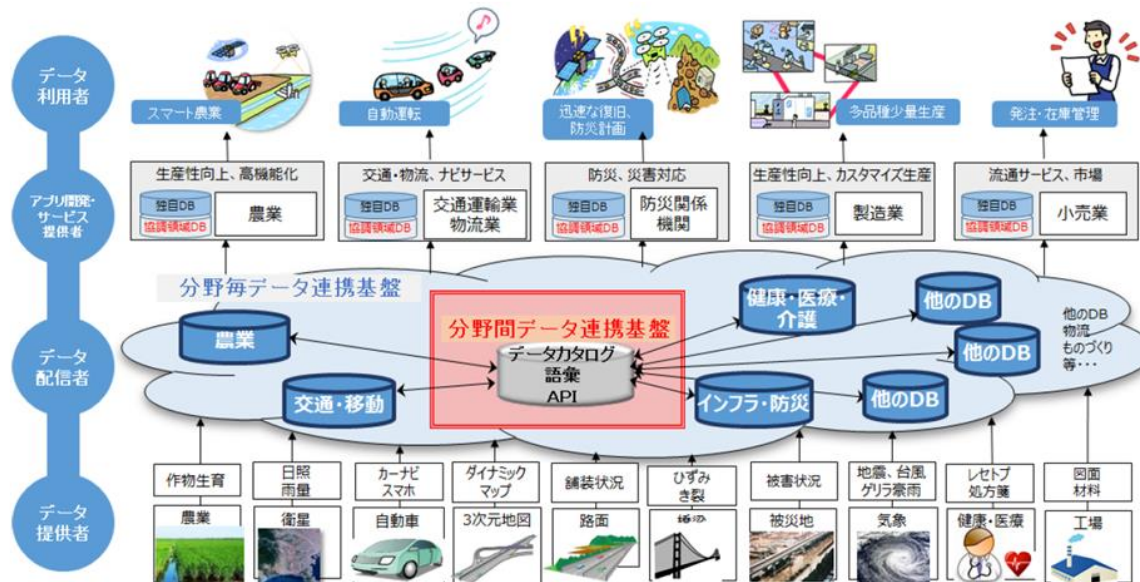 データ
利用者
スマート農業
自動運転
迅速な復旧、
防災計画
多品種少量生産
発注・在庫管理
アプリ開発・
サービス
提供者
生産性向上、高機能化
独自DB
協調領域DB
農業
交通・物流、ナビサービス
独自DB
協調領域DB
交通運輸業
物流業
防災、災害対応
独自DB
協調領域DB
防災関係
機関
生産性向上、カスタマイズ生産
独自DB
協調領域DB
製造業
流通サービス、市場
独自DB
協調領域DB
小売業
データ
配信者
分野毎データ連携基盤
農業
交通・移動
分野間データ連携基盤
データカタログ
語彙
API
健康・医療・
介護
インフラ・防災
他のDB
他のDB
他のDB
他のDB
物流
ものづくり
等・・・
データ
提供者
作物生育
農業
日照
雨量
衛星
カーナビ
スマホ
自動車
ダイナミック
マップ
3次元地図
舗装状況
路面
ひずみ
き裂
被害状況
被災地
地震、台風
ゲリラ豪雨
気象
レセトプ
処方箋
健康・医療
図面
材料
工場